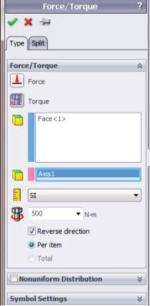 Force/Torque ?
Type Split
Force/Torque
Force
Torque
Face<1>
Axis1
SI
500 N·m
Reverse direction
Per item
Total
Nonuniform Distribution
Symbol Settings